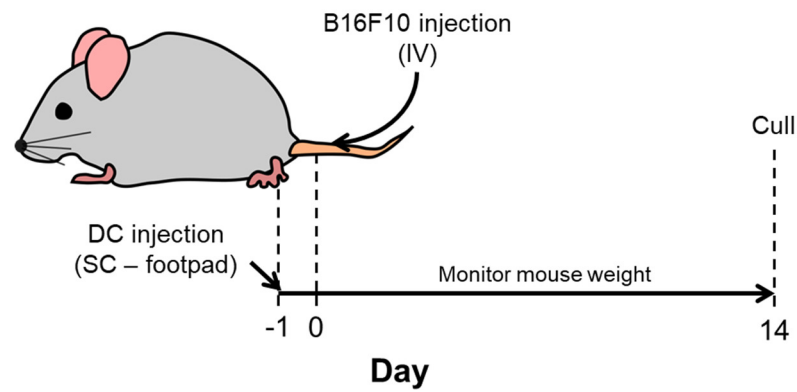 B16F10 injection
(IV)
Cull
DC injection
(SC – footpad)
Monitor mouse weight
-1 0 14
Day